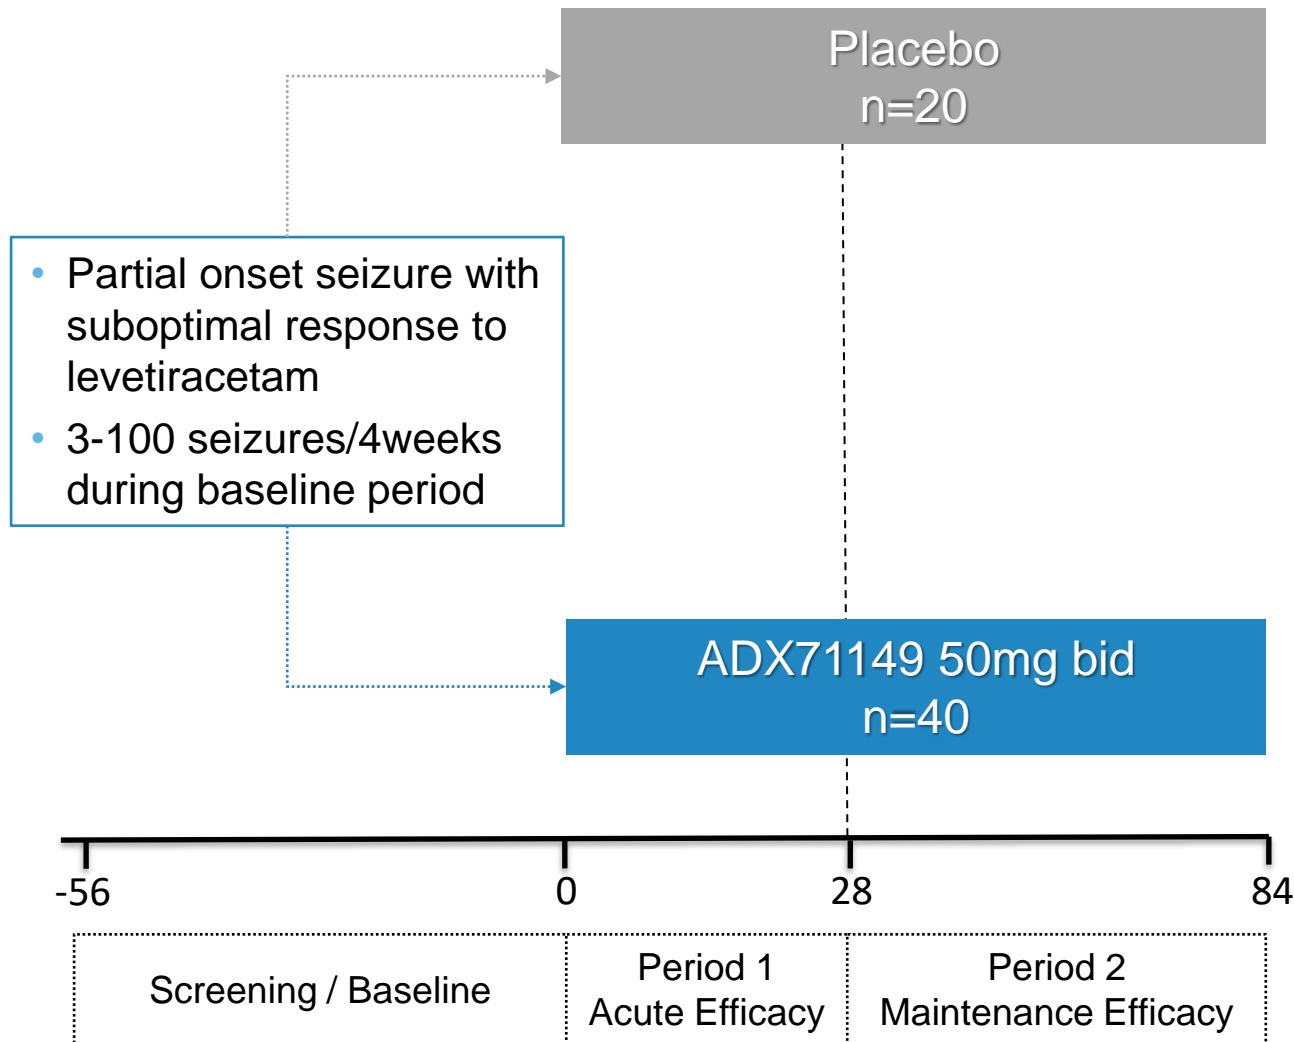 Placebo
n=20
• Partial onset seizure with
suboptimal response to
levetiracetam
• 3-100 seizures/4weeks
during baseline period
ADX71149 50mg bid
n=40
-56
0
28
84
Screening / Baseline
Period 1
Acute Efficacy
Period 2
Maintenance Efficacy